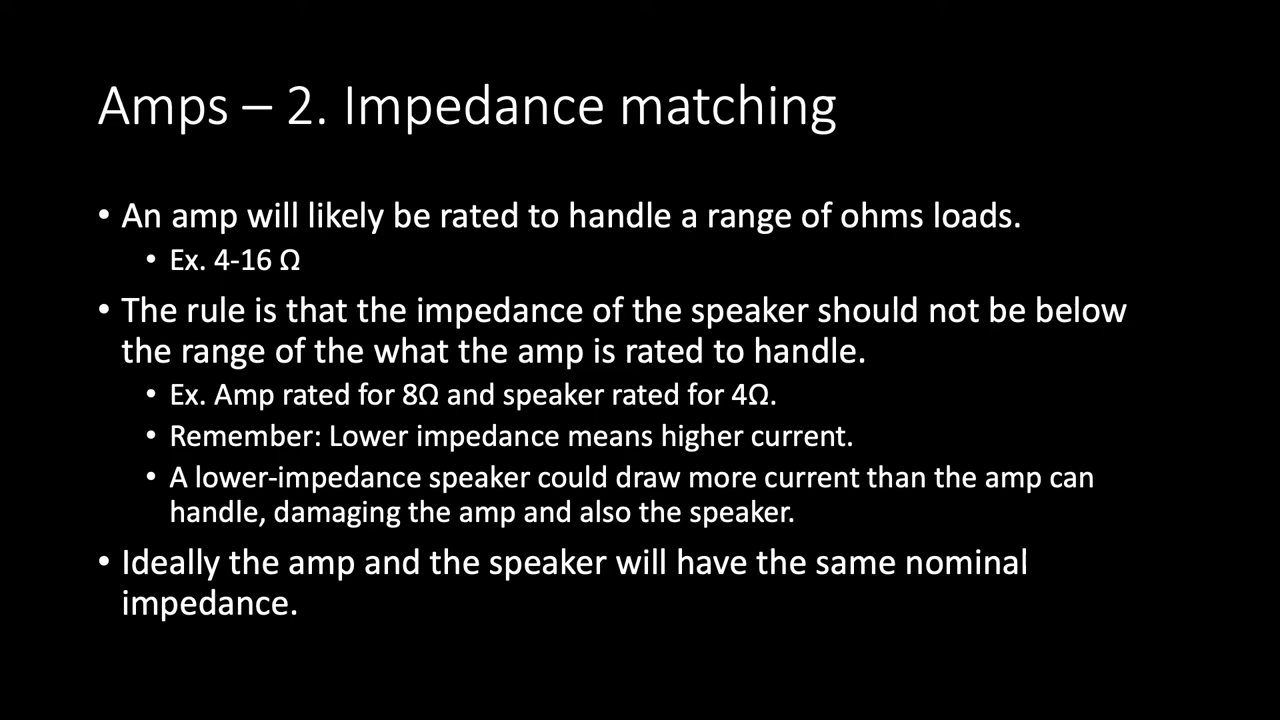 Amps – 2. Impedance matching
• An amp will likely be rated to handle a range of ohms loads.
• Ex. 4-16 Ω
• The rule is that the impedance of the speaker should not be below
the range of the what the amp is rated to handle.
• Ex. Amp rated for 8Ω and speaker rated for 4Ω.
• Remember: Lower impedance means higher current.
• A lower-impedance speaker could draw more current than the amp can
handle, damaging the amp and also the speaker.
• Ideally the amp and the speaker will have the same nominal
impedance.